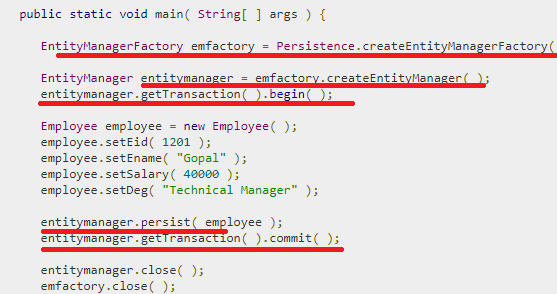 public static void main( String[ ] args ) {
EntityManagerFactory emfactory = Persistence.createEntityManagerFactory(
EntityManager entitymanager = emfactory.createEntityManager( );
entitymanager.getTransaction( ).begin( );
Employee employee = new Employee( );
employee.setEid( 1201 );
employee.setEname( "Gopal" );
employee.setSalary( 40000 );
employee.setDeg( "Technical Manager" );
entitymanager.persist( employee );
entitymanager.getTransaction( ).commit( );
entitymanager.close( );
emfactory.close( );